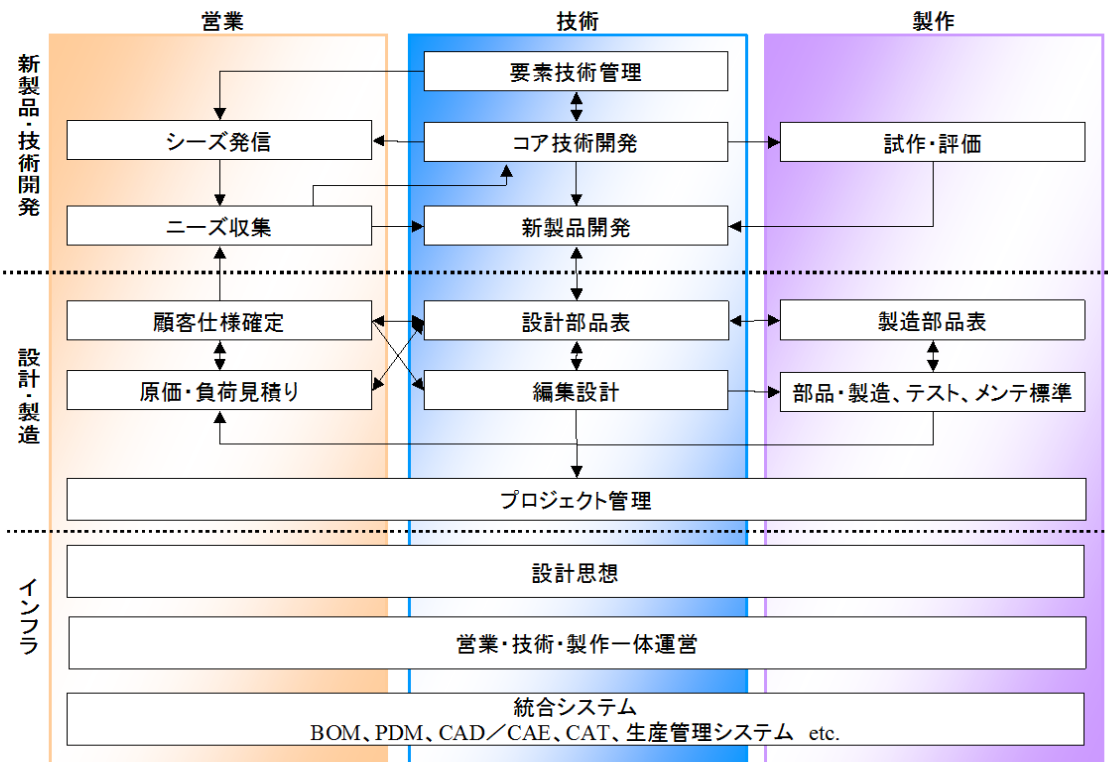 営業
技術
製作
新製品・技術開発
要素技術管理
シーズ発信
コア技術開発
試作・評価
ニーズ収集
新製品開発
設計・製造
顧客仕様確定
設計部品表
製造部品表
原価・負荷見積り
編集設計
部品・製造、テスト、メンテ標準
プロジェクト管理
インフラ
設計思想
営業・技術・製作一体運営
統合システム
BOM、PDM、CAD／CAE、CAT、生産管理システム etc.